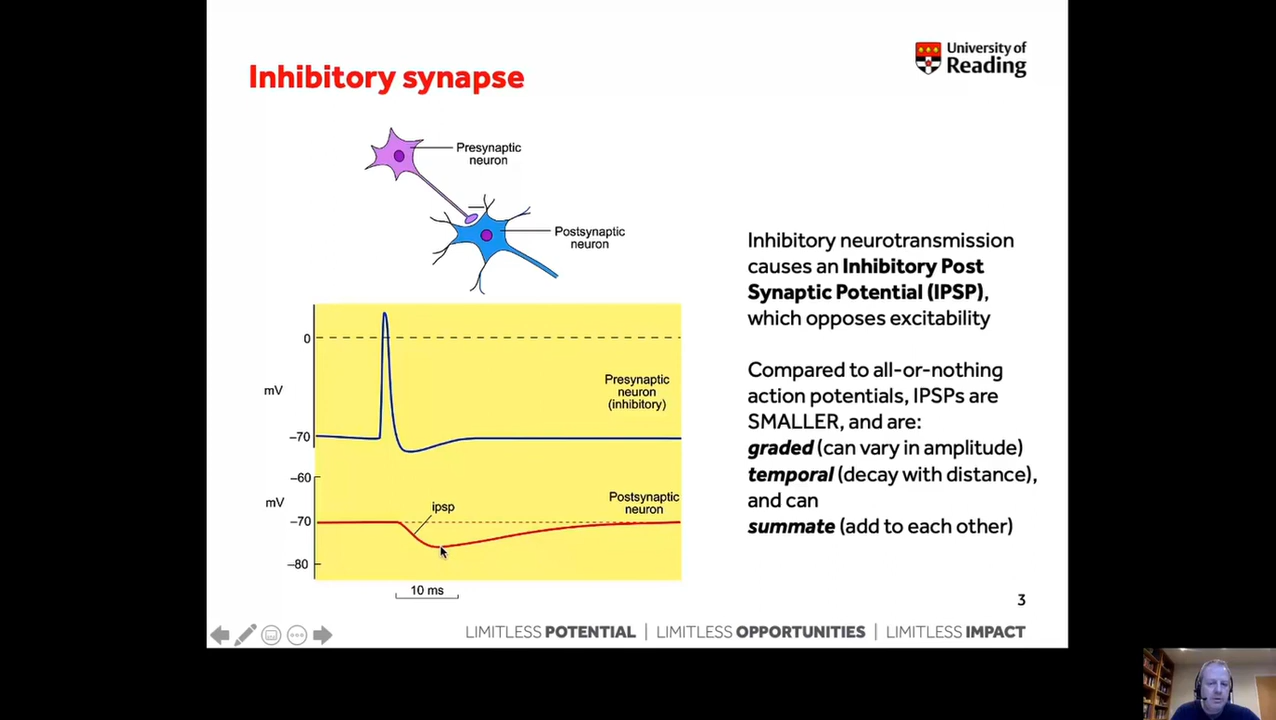 Inhibitory synapse
University of
Reading
Presynaptic
neuron
Postsynaptic
neuron
0
mV
Presynaptic
neuron
(inhibitory)
–70
–60
mV
Postsynaptic
neuron
ipsp
–70
–80
10 ms
Inhibitory neurotransmission
causes an Inhibitory Post
Synaptic Potential (IPSP),
which opposes excitability
Compared to all-or-nothing
action potentials, IPSPs are
SMALLER, and are:
graded (can vary in amplitude)
temporal (decay with distance),
and can
summate (add to each other)
3
LIMITLESS POTENTIAL | LIMITLESS OPPORTUNITIES | LIMITLESS IMPACT